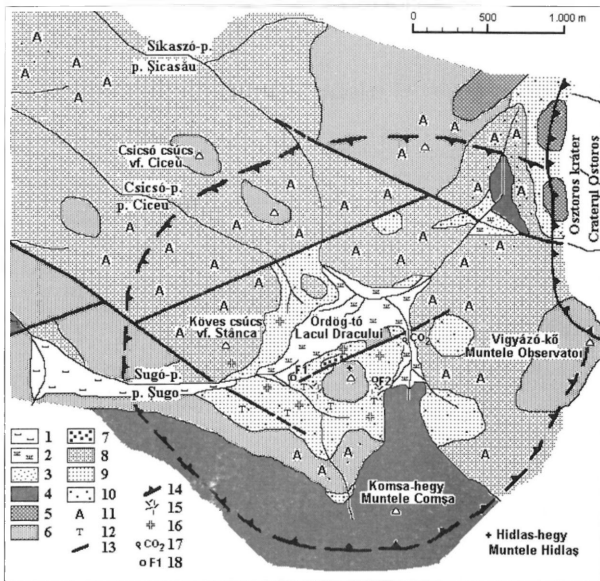 0 500 1.000 m
Síkaszó-p.
p. Şicasău
Csicsó csúcs
vf. Ciceu
Csicsó-p.
p. Ciceu
Osztoros kráter
Craterul Ostoros
Köves csúcs
vf. Stânca
Ördög-tó
Lacul Dracului
Vigyázó-kő
Muntele Observator
CO2
F1
F2
Sugó-p.
p. Şugo
Komsa-hegy
Muntele Comşa
+ Hidlas-hegy
Muntele Hidlaş
1
2
3
4
5
6
7
8
9
10
A 11
T 12
13
14
15
16
CO2 17
F1 18